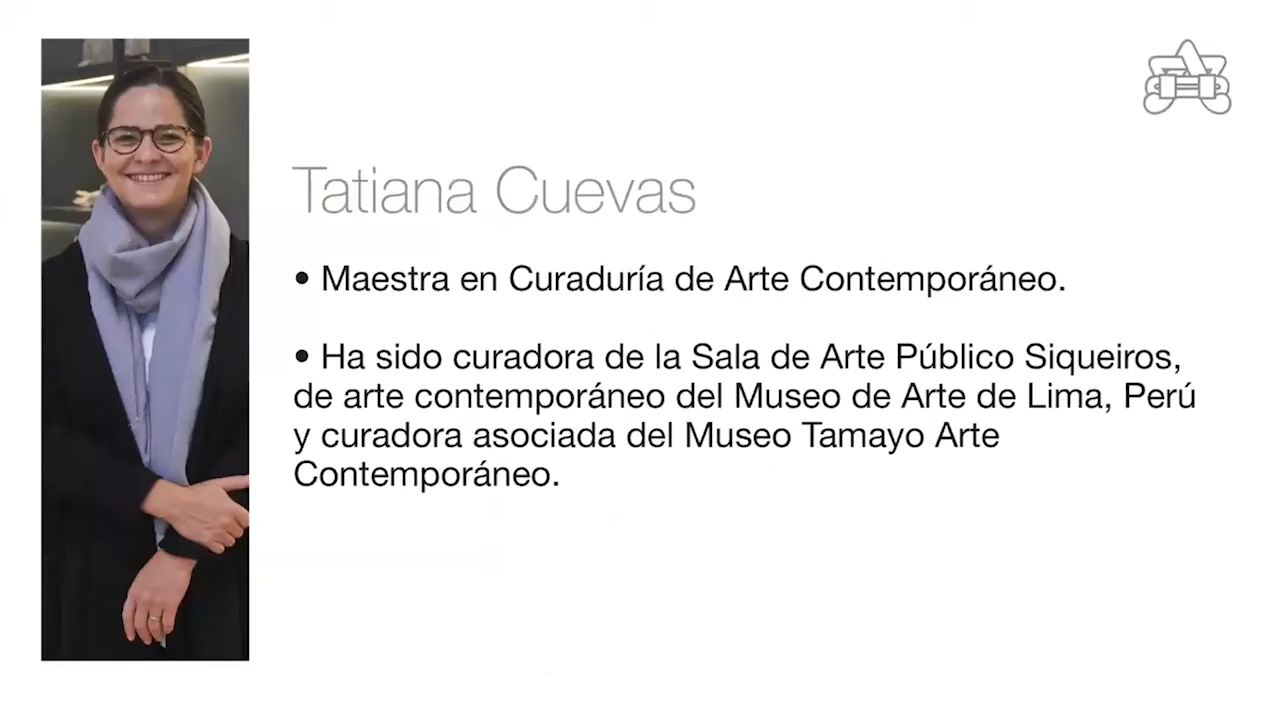 Tatiana Cuevas
• Maestra en Curaduría de Arte Contemporáneo.
• Ha sido curadora de la Sala de Arte Público Siqueiros,
de arte contemporáneo del Museo de Arte de Lima, Perú
y curadora asociada del Museo Tamayo Arte
Contemporáneo.